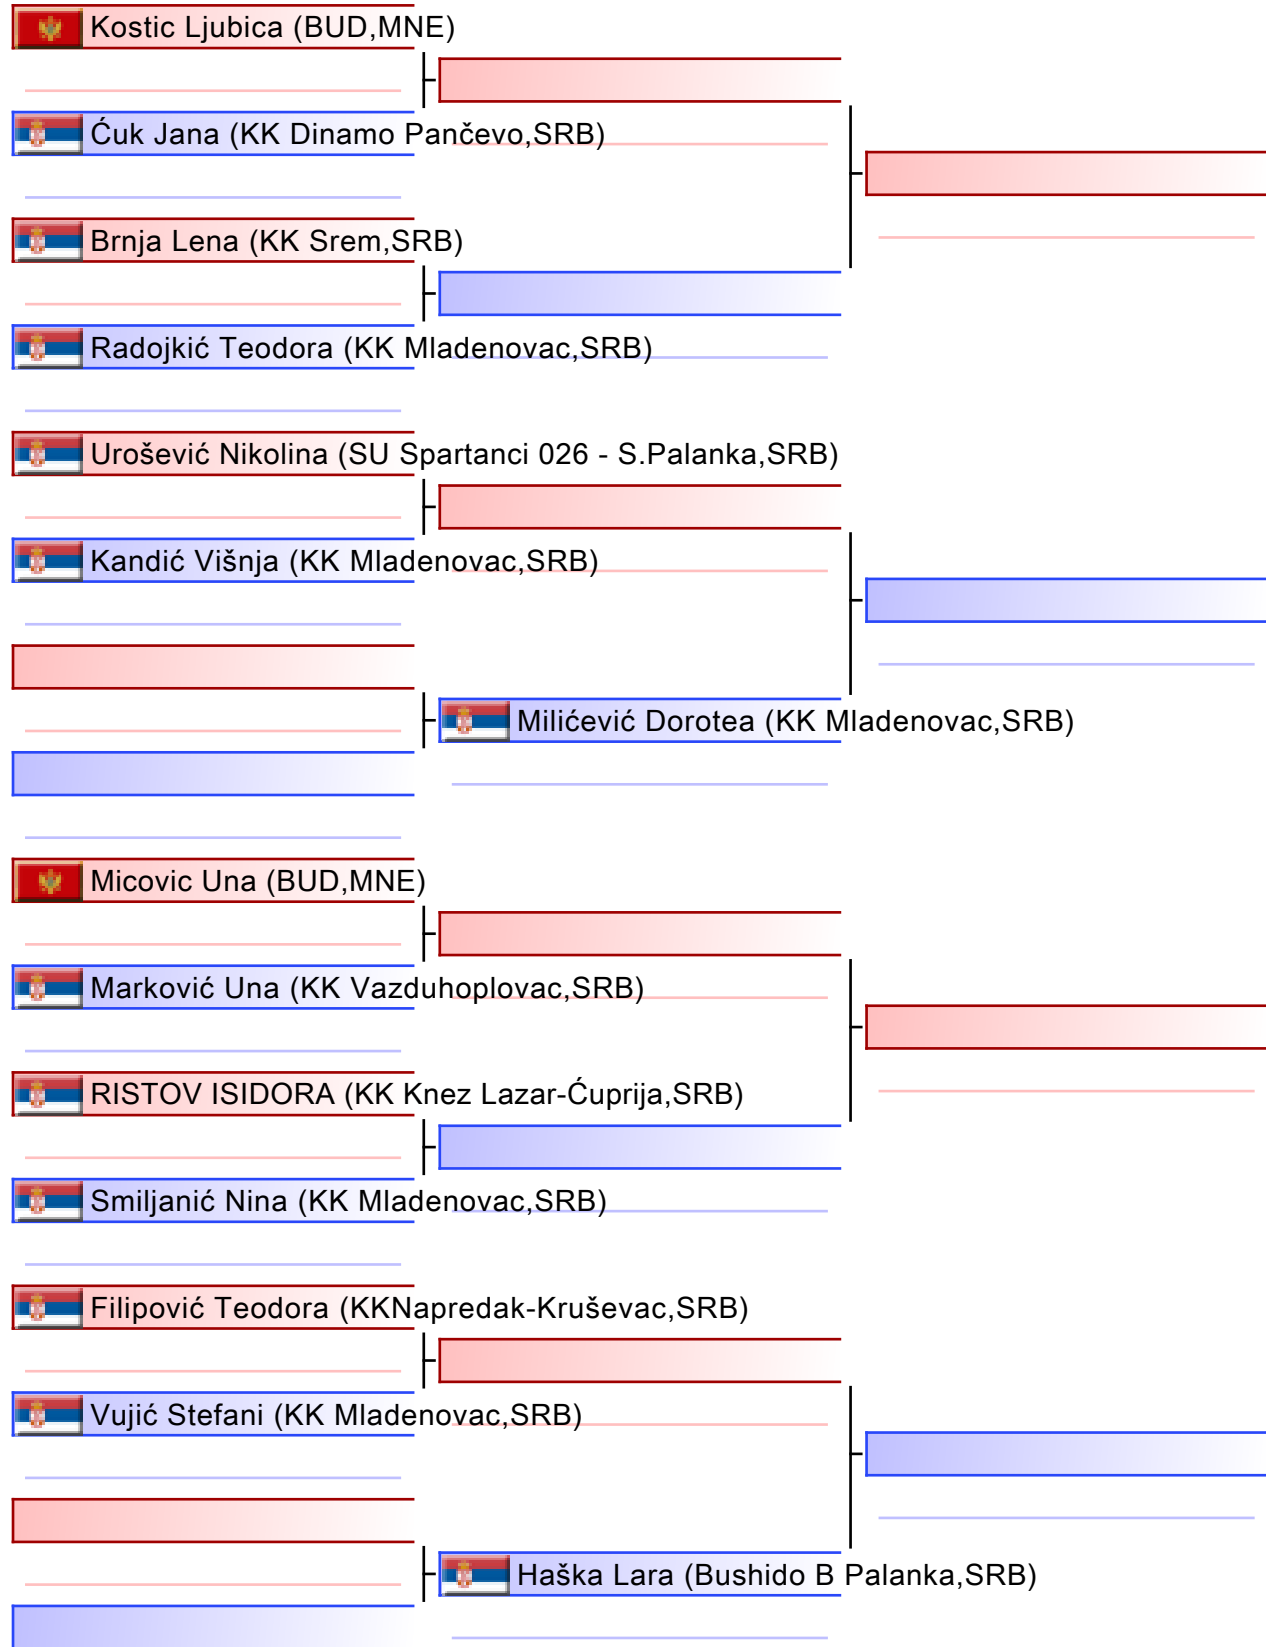 Kostic Ljubica (BUD,MNE)
Ćuk Jana (KK Dinamo Pančevo,SRB)
Brnja Lena (KK Srem,SRB)
Radojkić Teodora (KK Mladenovac,SRB)
Urošević Nikolina (SU Spartanci 026 - S.Palanka,SRB)
Kandić Višnja (KK Mladenovac,SRB)
Milićević Dorotea (KK Mladenovac,SRB)
Micovic Una (BUD,MNE)
Marković Una (KK Vazduhoplovac,SRB)
RISTOV ISIDORA (KK Knez Lazar-Ćuprija,SRB)
Smiljanić Nina (KK Mladenovac,SRB)
Filipović Teodora (KKNapredak-Kruševac,SRB)
Vujić Stefani (KK Mladenovac,SRB)
Haška Lara (Bushido B Palanka,SRB)